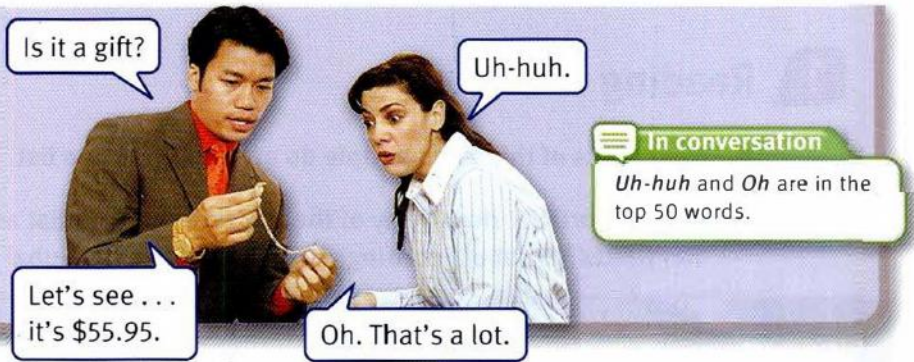 Is it a gift?
Uh-huh.
Let's see . . .
it's $55.95.
Oh. That's a lot.
In conversation
Uh-huh and Oh are in the
top 50 words.